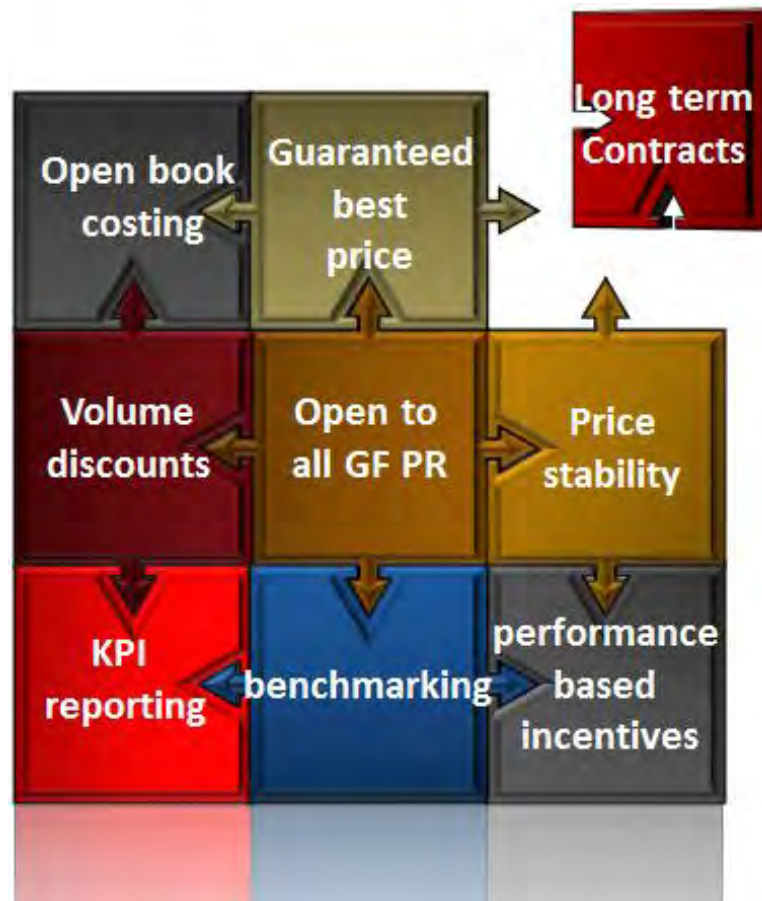 Long term
Contracts
Open book
costing
Guaranteed
best
price
Volume
discounts
Open to
all GF PR
Price
stability
KPI
reporting
benchmarking
performance
based
incentives